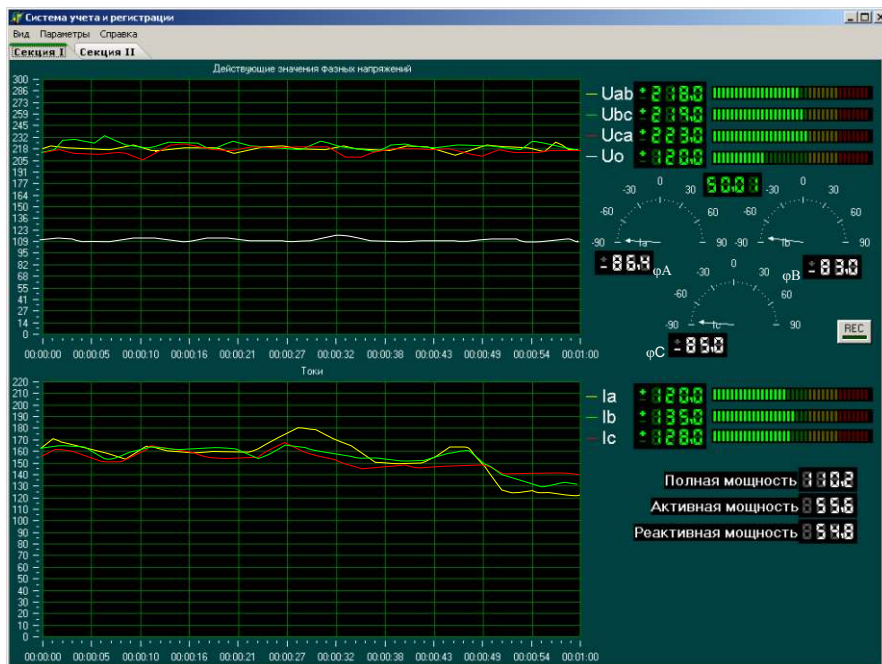 Система учета и регистрации
Вид Параметры Справка
Секция I Секция II
Действующие значения фазных напряжений
300
286
273
259
245
232
218
205
191
177
164
150
136
123
109
95
82
68
55
41
27
14
0
00:00:00 00:00:05 00:00:10 00:00:16 00:00:21 00:00:27 00:00:32 00:00:38 00:00:43 00:00:49 00:00:54 00:01:00
Uab +218.0
Ubc +219.0
Uca +223.0
Uo +120.0
50.01
-90 -60 -30 0 30 60 90
Ia
-86.4 φA
-90 -60 -30 0 30 60 90
Ib
φB -83.0
-90 -60 -30 0 30 60 90
Ic
φC -85.0
REC
Токи
220
210
200
190
180
170
160
150
140
130
120
110
100
90
80
70
60
50
40
30
20
10
0
00:00:00 00:00:05 00:00:10 00:00:16 00:00:21 00:00:27 00:00:32 00:00:38 00:00:43 00:00:49 00:00:54 00:01:00
Ia +120.0
Ib +135.0
Ic +128.0
Полная мощность 110.2
Активная мощность 55.6
Реактивная мощность 54.8